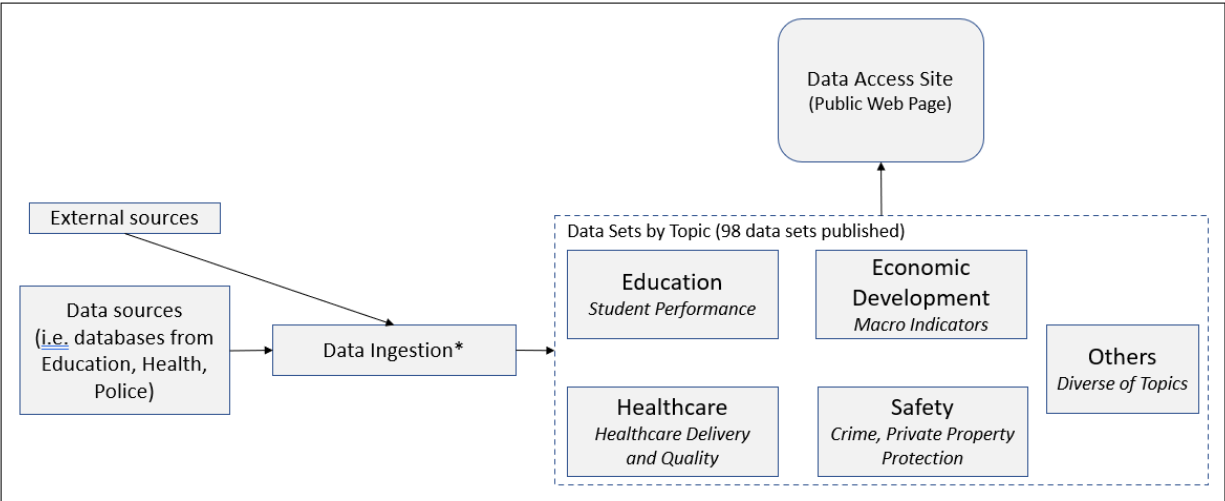 Data Access Site
(Public Web Page)
External sources
Data sources
(i.e. databases from
Education, Health,
Police)
Data Ingestion*
Data Sets by Topic (98 data sets published)
Education
Student Performance
Economic
Development
Macro Indicators
Others
Diverse of Topics
Healthcare
Healthcare Delivery
and Quality
Safety
Crime, Private Property
Protection